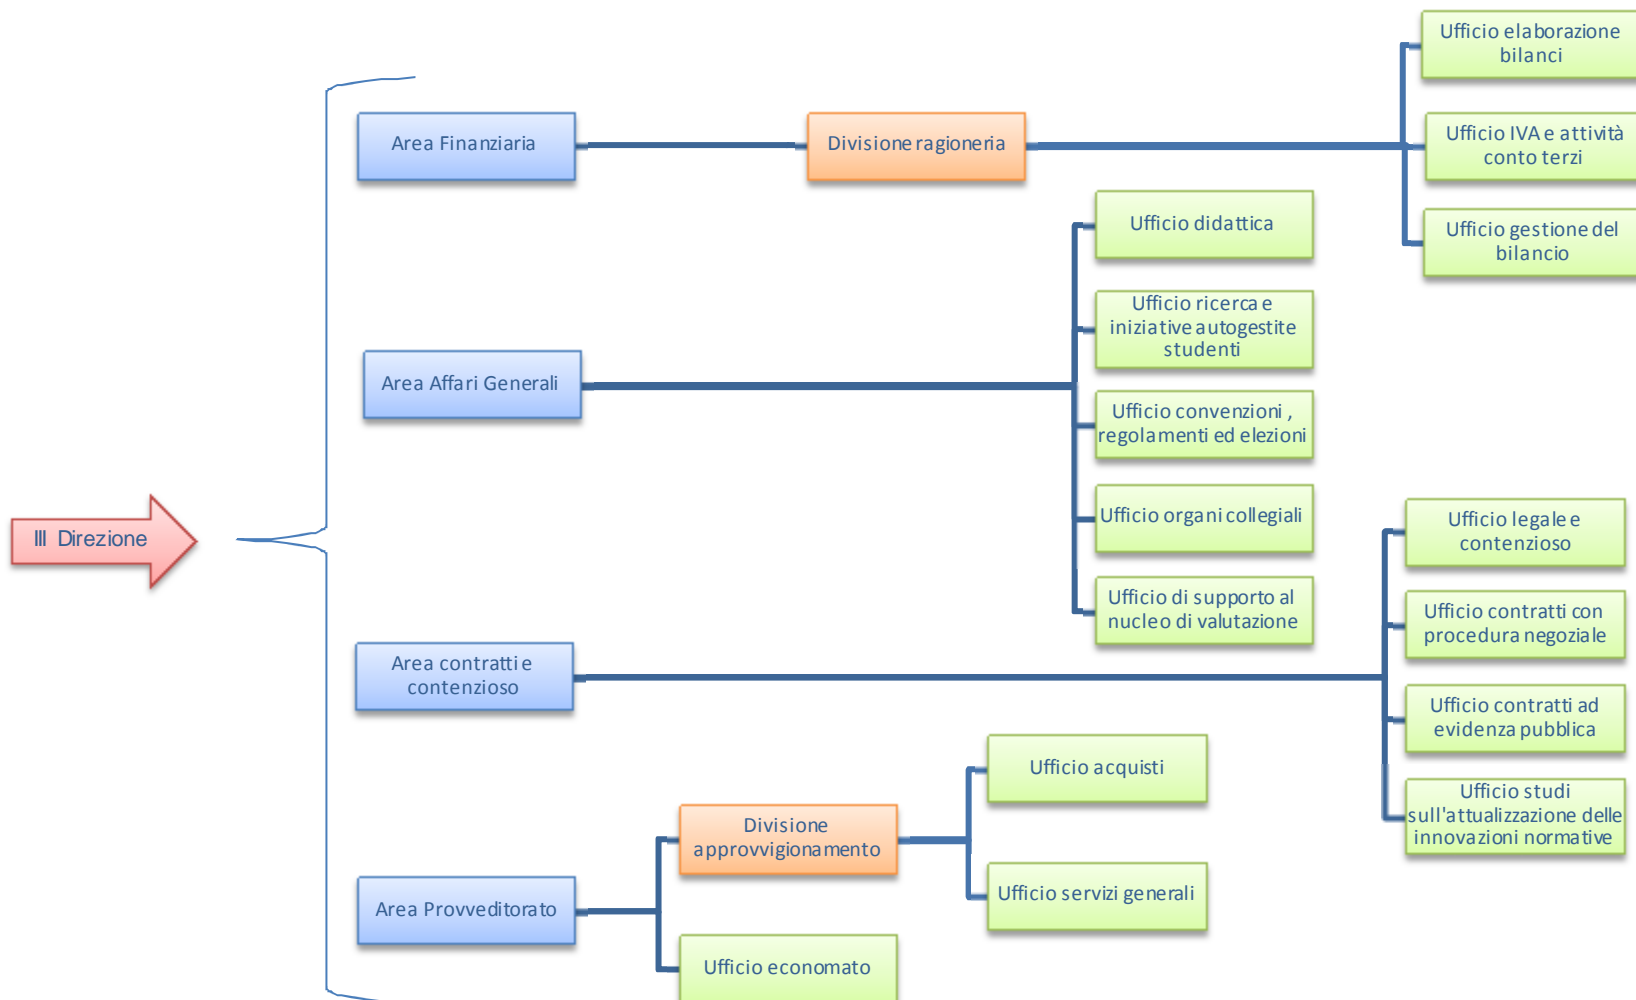 III Direzione
Area Finanziaria
Divisione ragioneria
Ufficio elaborazione
bilanci
Ufficio IVA e attività
conto terzi
Ufficio gestione del
bilancio
Area Affari Generali
Ufficio didattica
Ufficio ricerca e
iniziative autogestite
studenti
Ufficio convenzioni ,
regolamenti ed elezioni
Ufficio organi collegiali
Ufficio di supporto al
nucleo di valutazione
Area contratti e
contenzioso
Ufficio legale e
contenzioso
Ufficio contratti con
procedura negoziale
Ufficio contratti ad
evidenza pubblica
Ufficio studi
sull'attualizzazione delle
innovazioni normative
Area Provveditorato
Divisione
approvvigionamento
Ufficio acquisti
Ufficio servizi generali
Ufficio economato